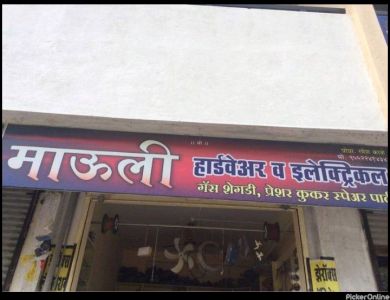 ॥ श्री ॥
माऊली हार्डवेअर व इलेक्ट्रिकल
गॅस शेगडी, प्रेशर कुकर स्पेअर पार्ट
झेरॉक्स
PickerOnline